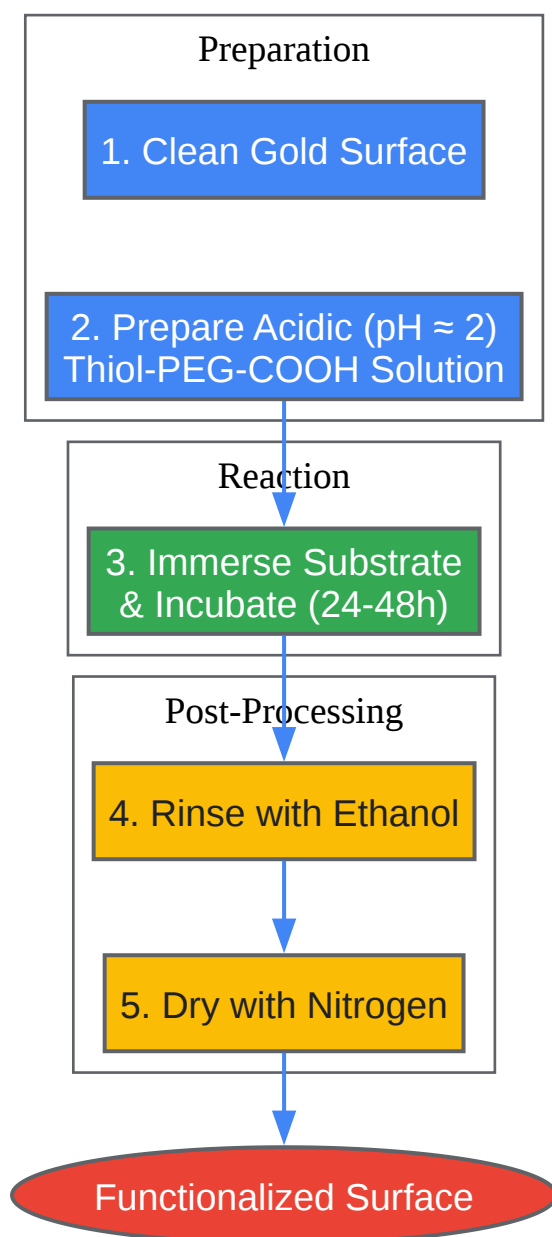 Preparation
1. Clean Gold Surface
2. Prepare Acidic (pH ≈ 2)
Thiol-PEG-COOH Solution
Reaction
3. Immerse Substrate
& Incubate (24-48h)
Post-Processing
4. Rinse with Ethanol
5. Dry with Nitrogen
Functionalized Surface